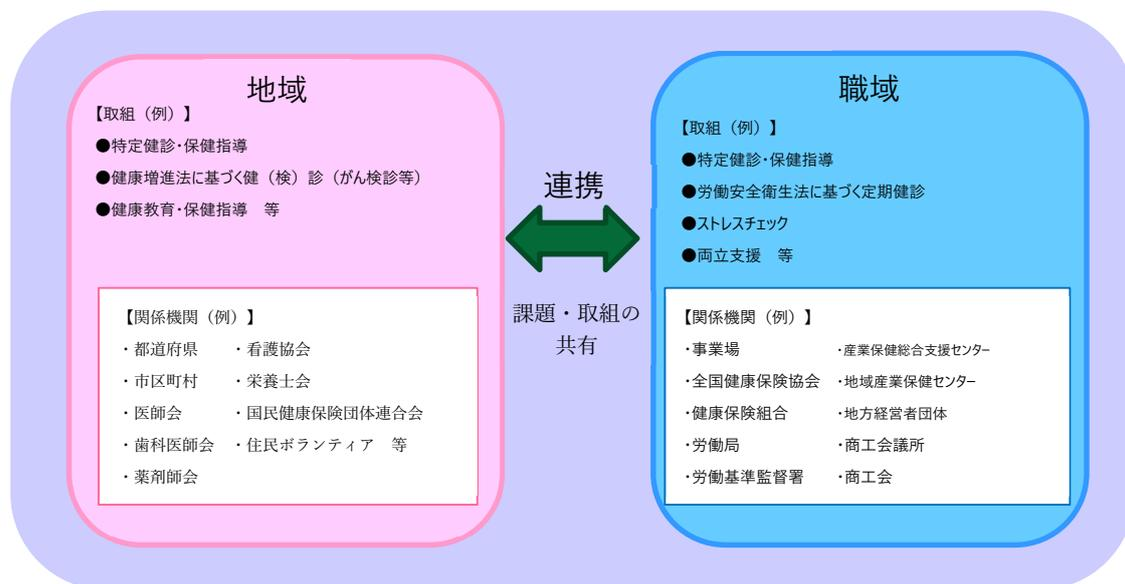 地域
【取組（例）】
●特定健診･保健指導
●健康増進法に基づく健（検）診（がん検診等）
●健康教育･保健指導　等
【関係機関（例）】
・都道府県　・看護協会
・市区町村　・栄養士会
・医師会　・国民健康保険団体連合会
・歯科医師会　・住民ボランティア　等
・薬剤師会
連携
課題・取組の
共有
職域
【取組（例）】
●特定健診･保健指導
●労働安全衛生法に基づく定期健診
●ストレスチェック
●両立支援　等
【関係機関（例）】
･事業場　･産業保健総合支援センター
･全国健康保険協会　･地域産業保健センター
･健康保険組合　･地方経営者団体
･労働局　･商工会議所
･労働基準監督署　･商工会